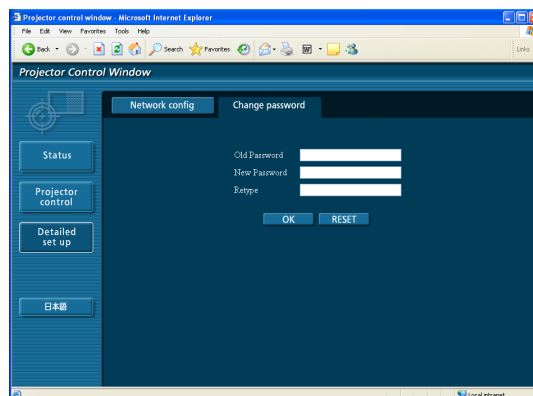 Projector control window - Microsoft Internet Explorer
File Edit View Favorites Tools Help
Back Search Favorites Links
Projector Control Window
Network config Change password
Status
Projector control
Detailed set up
日本語
Old Password
New Password
Retype
OK RESET
Local intranet